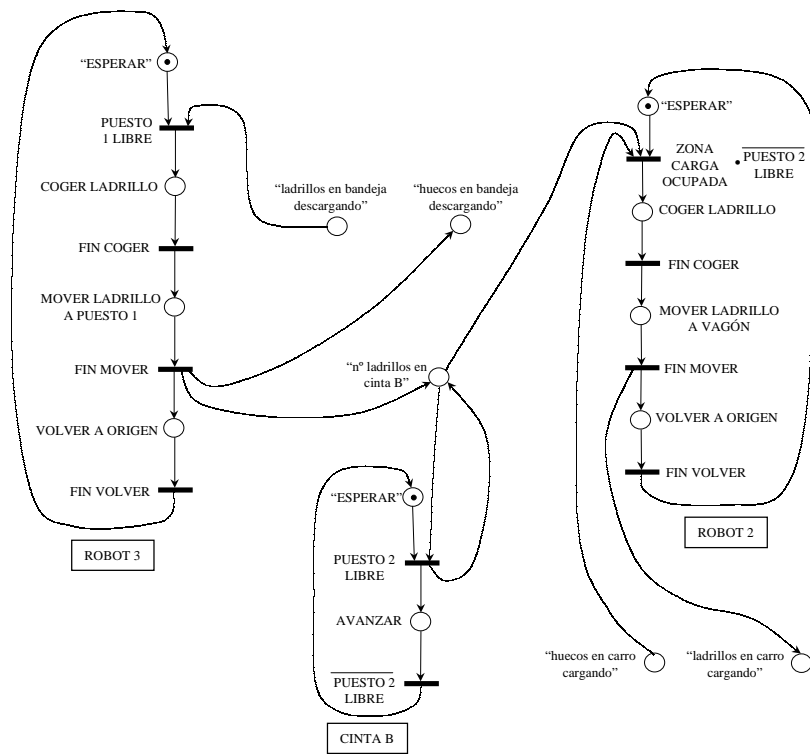 “ESPERAR”
PUESTO
1 LIBRE
COGER LADRILLO
FIN COGER
MOVER LADRILLO
A PUESTO 1
FIN MOVER
VOLVER A ORIGEN
FIN VOLVER
ROBOT 3
“ladrillos en bandeja
descargando”
“huecos en bandeja
descargando”
“nº ladrillos en
cinta B”
“ESPERAR”
PUESTO 2
LIBRE
AVANZAR
PUESTO 2
LIBRE
CINTA B
“ESPERAR”
ZONA
CARGA
OCUPADA
· PUESTO 2
LIBRE
COGER LADRILLO
FIN COGER
MOVER LADRILLO
A VAGÓN
FIN MOVER
VOLVER A ORIGEN
FIN VOLVER
ROBOT 2
“huecos en carro
cargando”
“ladrillos en carro
cargando”